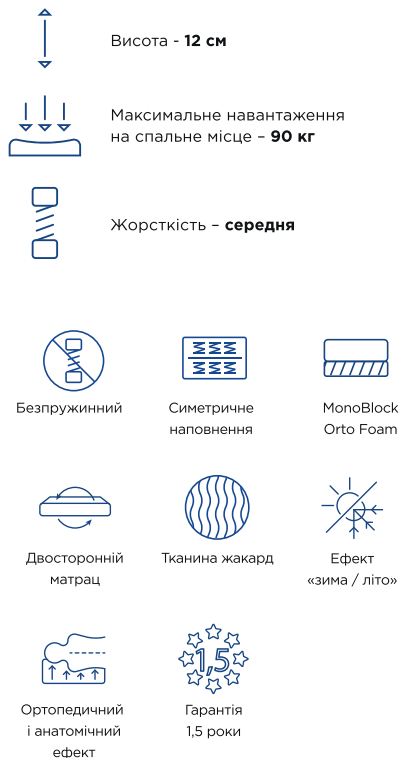 Висота - 12 см
Максимальне навантаження
на спальне місце – 90 кг
Жорсткість – середня
Безпружинний
Симетричне
наповнення
MonoBlock
Orto Foam
Двосторонній
матрац
Тканина жакард
Ефект
«зима / літо»
Ортопедичний
і анатомічний
ефект
1,5
Гарантія
1,5 роки